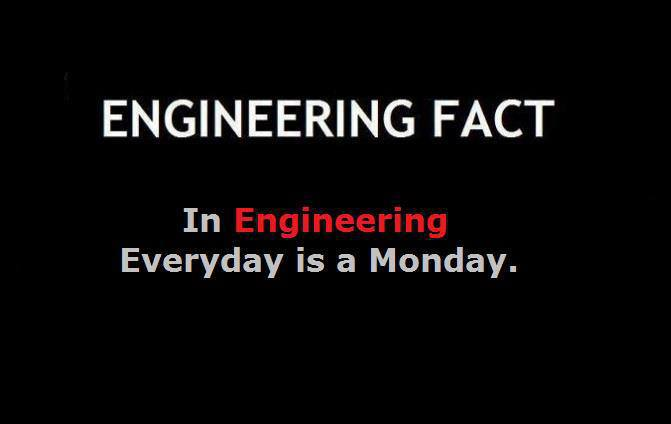 ENGINEERING FACT
In Engineering
Everyday is a Monday.